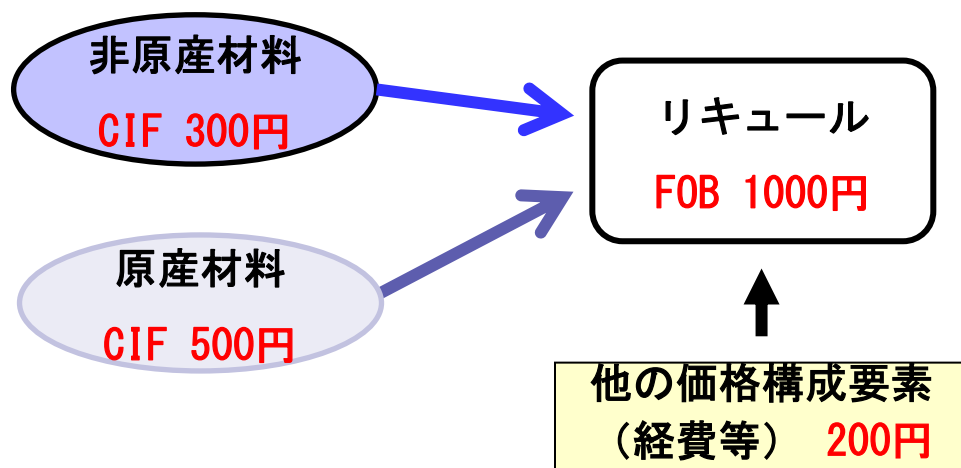 非原産材料
CIF 300円
リキュール
FOB 1000円
原産材料
CIF 500円
他の価格構成要素
（経費等） 200円